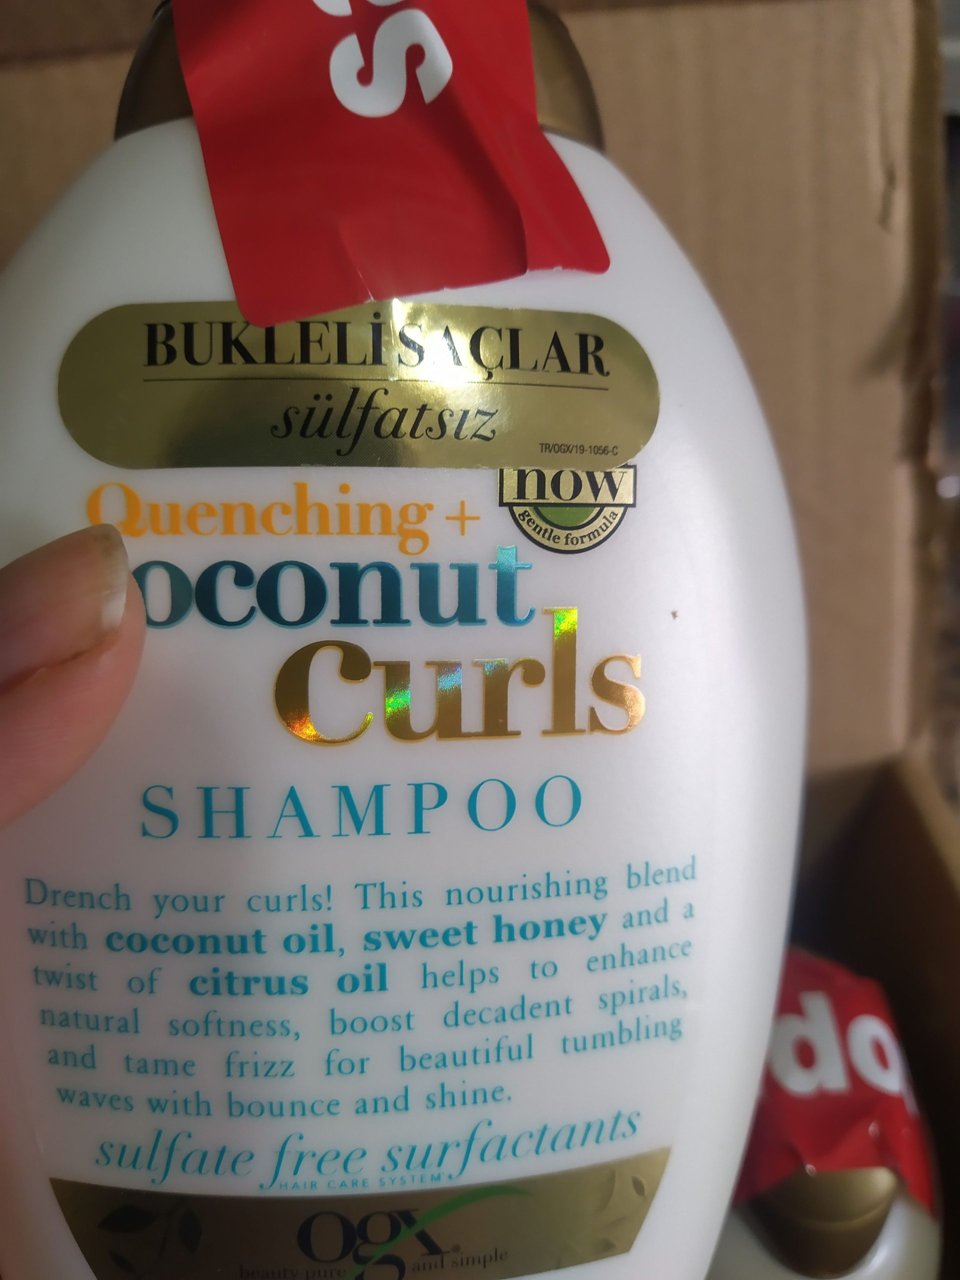 BUKLELİ SAÇLAR
sülfatsız
TR/OGX/19-1056-C
now
gentle formula
Quenching +
oconut
curls
SHAMPOO
Drench your curls! This nourishing blend
with coconut oil, sweet honey and a
twist of citrus oil helps to enhance
natural softness, boost decadent spirals,
and tame frizz for beautiful tumbling
waves with bounce and shine.
sulfate free surfactants
HAIR CARE SYSTEM
ogx®
beauty pure and simple
do